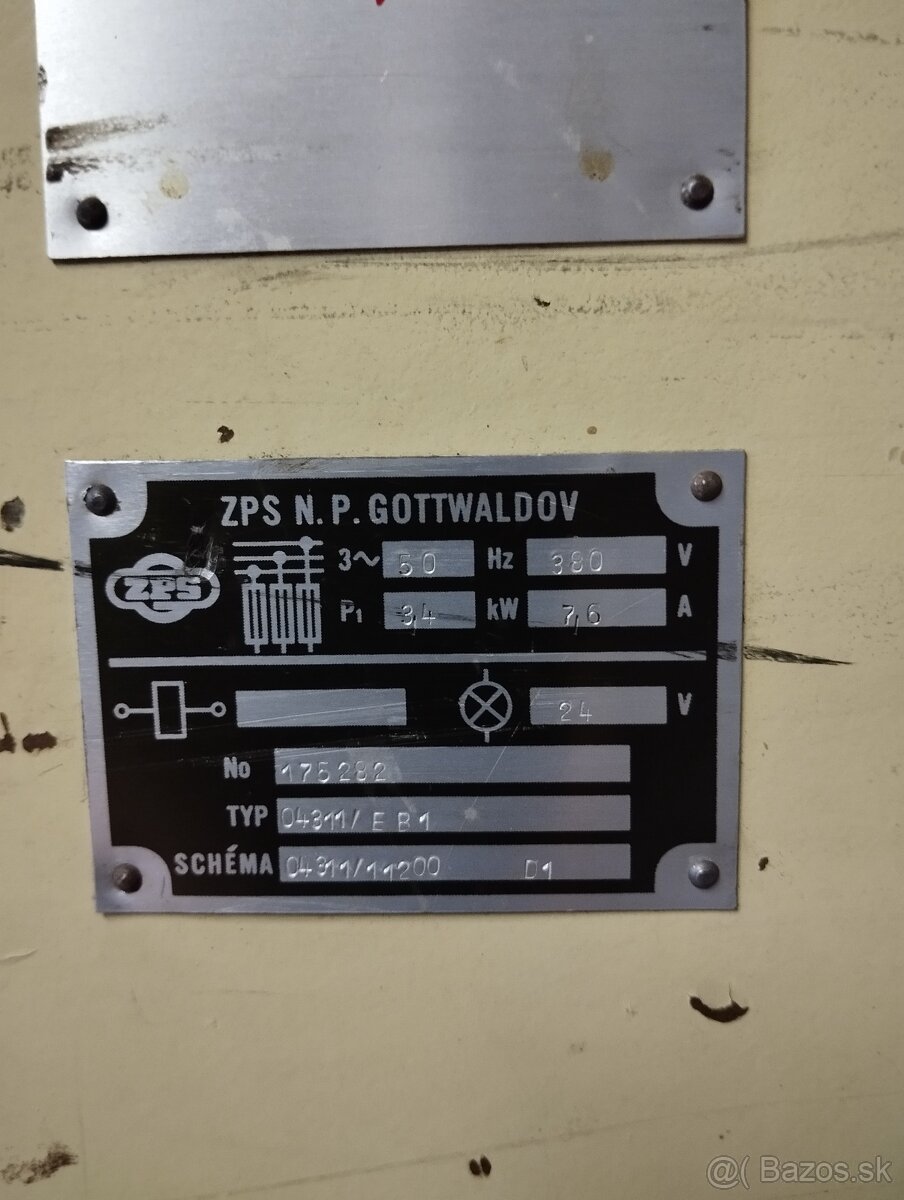 ZPS N. P. GOTTWALDOV
ZPS
3~ 50 Hz 380 V
P1 3,4 kW 7,6 A
24 V
No 175282
TYP 04311/ E B1
SCHÉMA 04311/11200 D1
@( Bazos.sk